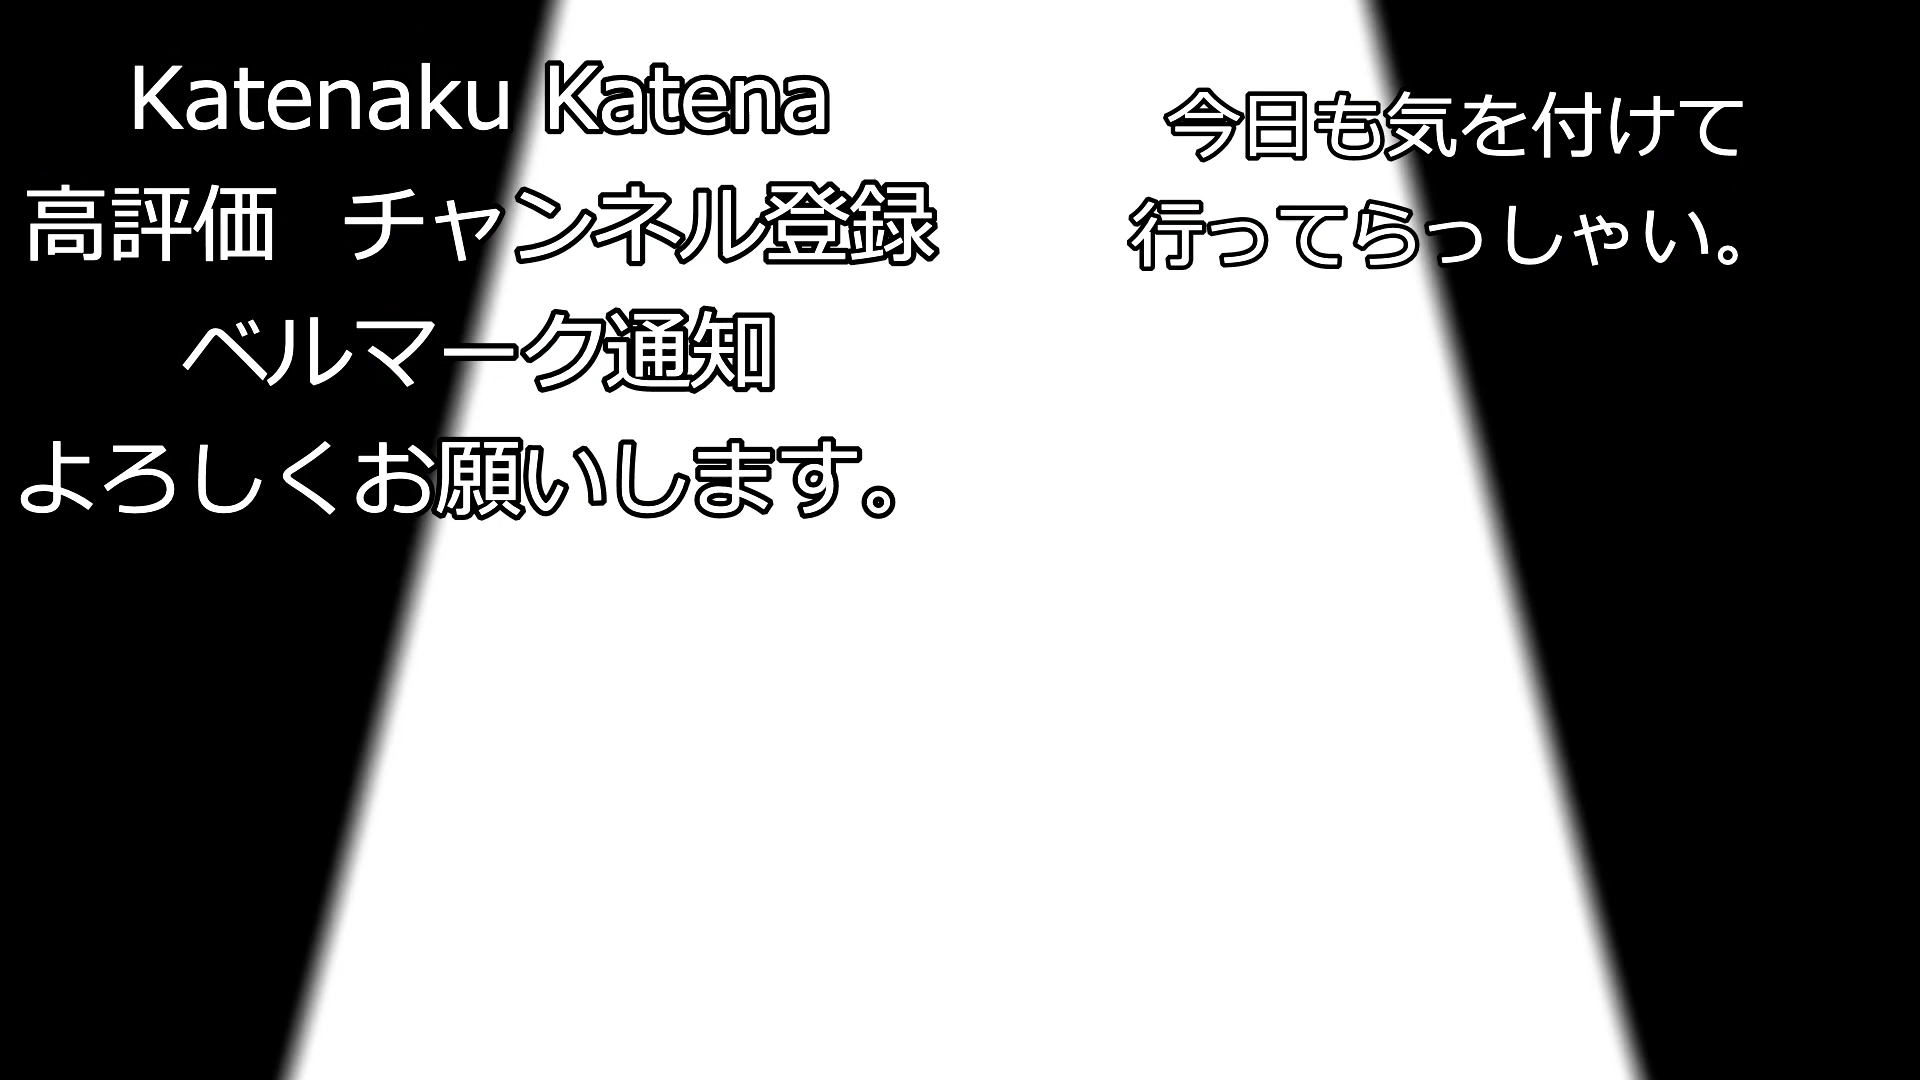 Katenaku Katena
高評価　チャンネル登録
ベルマーク通知
よろしくお願いします。
今日も気を付けて
行ってらっしゃい。